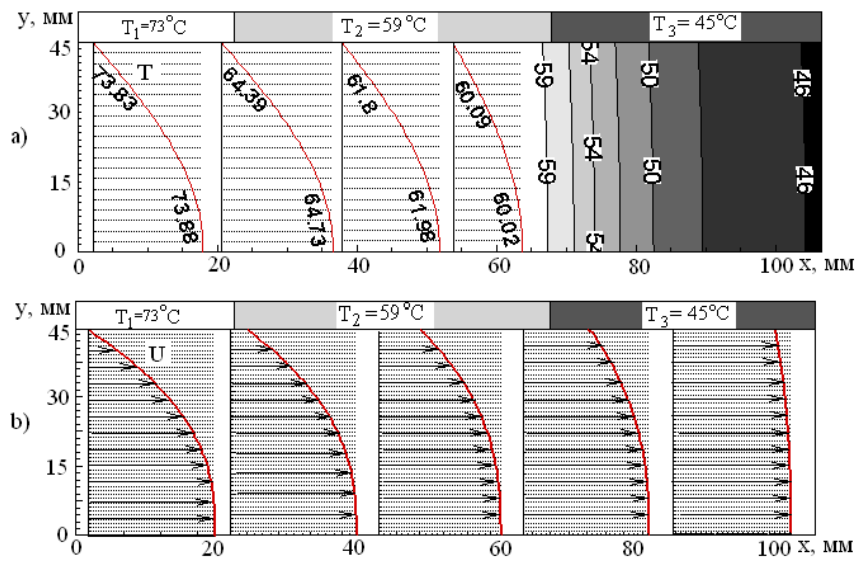 y, мм T₁=73°C T₂ = 59 °C T₃ = 45°C
45 T 73.83 64.39 61.8 60.09 59 54 50 46
30
a)
54
15 73.88 64.73 61.98 60.02 59 50 46
0 52
0 20 40 60 80 100 x, мм
y, мм T₁=73°C T₂ = 59 °C T₃ = 45°C
45 U
30
b)
15
0
0 20 40 60 80 100 x, мм